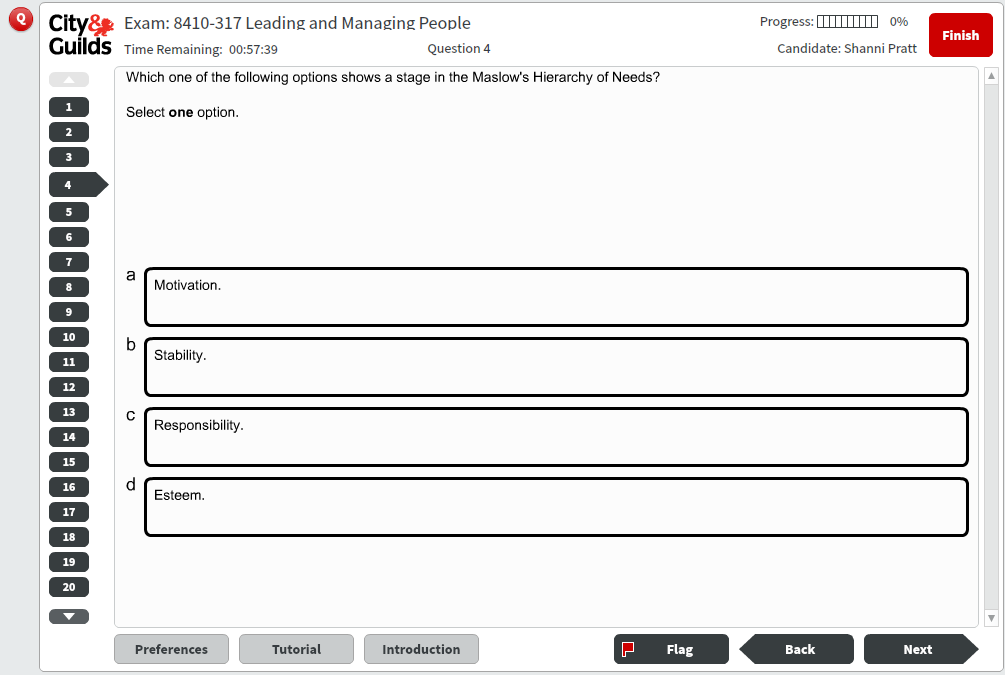 Q
City&
Guilds
Exam: 8410-317 Leading and Managing People
Progress: 0%
Finish
Time Remaining: 00:57:39
Question 4
Candidate: Shanni Pratt
Which one of the following options shows a stage in the Maslow's Hierarchy of Needs?
Select one option.
1
2
3
4
5
6
7
8
9
10
11
12
13
14
15
16
17
18
19
20
a
Motivation.
b
Stability.
c
Responsibility.
d
Esteem.
Preferences
Tutorial
Introduction
Flag
Back
Next